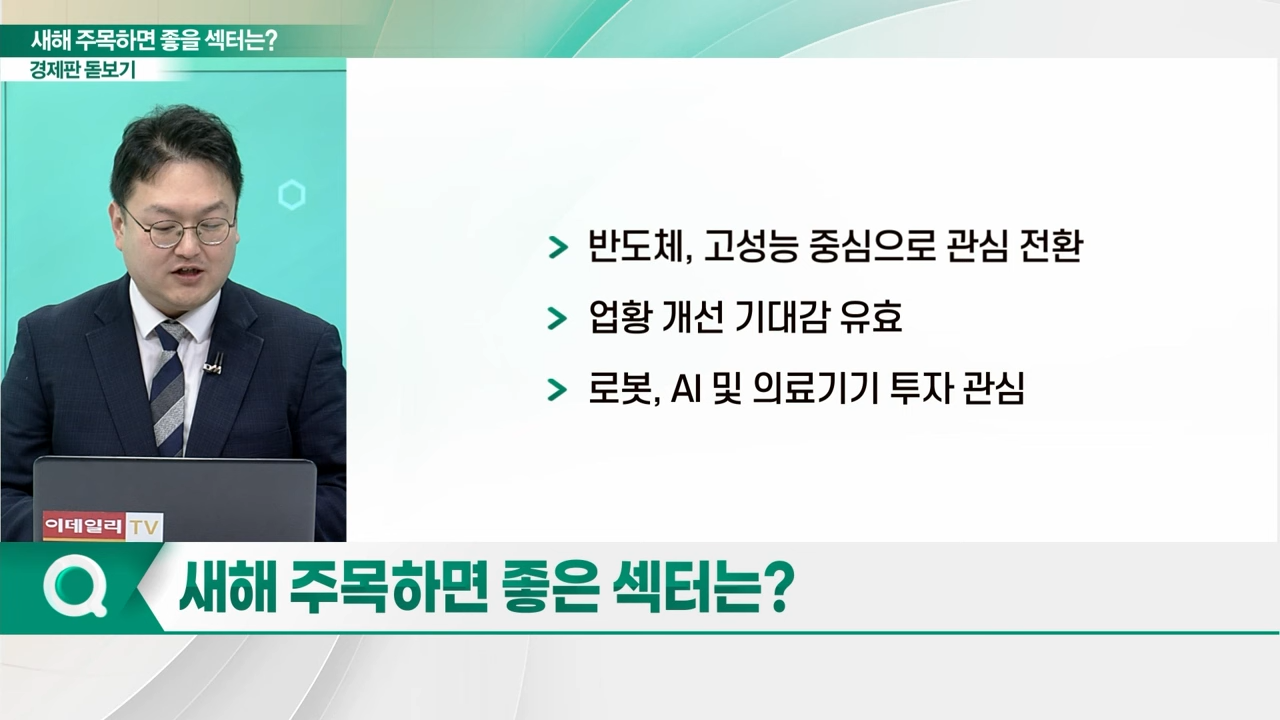 새해 주목하면 좋을 섹터는?
경제판 돋보기
반도체, 고성능 중심으로 관심 전환
업황 개선 기대감 유효
로봇, AI 및 의료기기 투자 관심
이데일리 TV
새해 주목하면 좋은 섹터는?